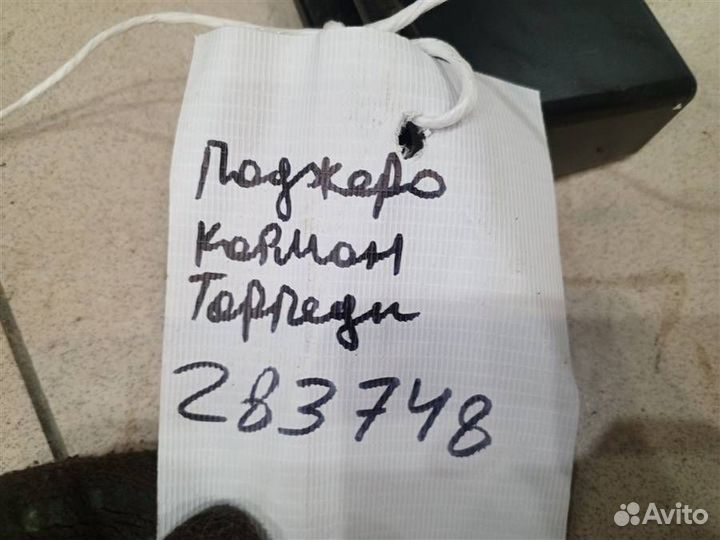 Паджеро
Карман
Торпеды
283748
Avito